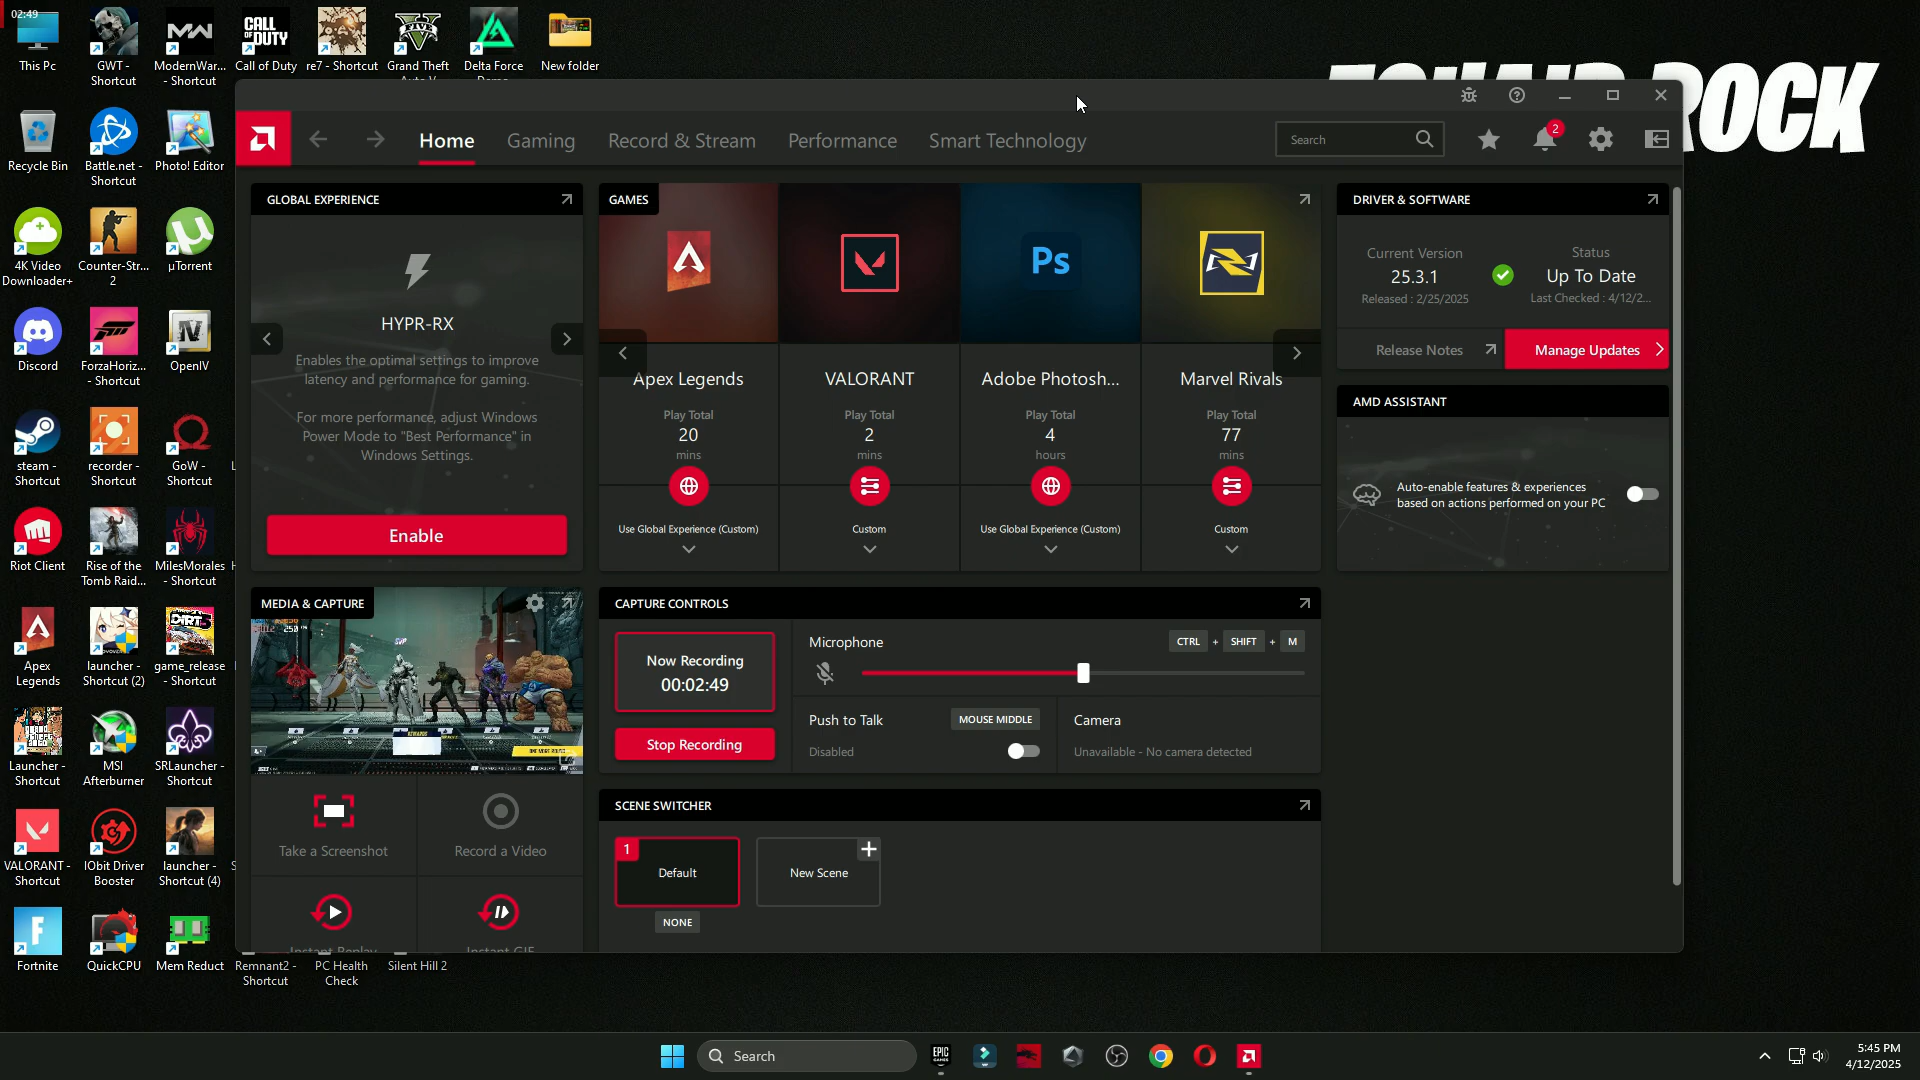 02:49
This Pc
GWT -
Shortcut
ModernWar...
- Shortcut
CALL OF
DUTY
Call of Duty
re7 - Shortcut
Grand Theft
Delta Force
New folder
ROCK
Recycle Bin
Battle.net -
Shortcut
Photo! Editor
4K Video
Downloader+
Counter-Str...
2
µTorrent
Discord
ForzaHoriz...
- Shortcut
OpenIV
steam -
Shortcut
recorder -
Shortcut
GoW -
Shortcut
Riot Client
Rise of the
Tomb Raid...
MilesMorales
- Shortcut
Apex
Legends
launcher -
Shortcut (2)
game_release
- Shortcut
Launcher -
Shortcut
MSI
Afterburner
SRLauncher -
Shortcut
VALORANT -
Shortcut
IObit Driver
Booster
launcher -
Shortcut (4)
Fortnite
QuickCPU
Mem Reduct
Remnant2 -
Shortcut
PC Health
Check
Silent Hill 2
Home
Gaming
Record & Stream
Performance
Smart Technology
Search
2
GLOBAL EXPERIENCE
HYPR-RX
Enables the optimal settings to improve
latency and performance for gaming.
For more performance, adjust Windows
Power Mode to "Best Performance" in
Windows Settings.
Enable
GAMES
Ps
Apex Legends
Play Total
20
mins
Use Global Experience (Custom)
VALORANT
Play Total
2
mins
Custom
Adobe Photosh...
Play Total
4
hours
Use Global Experience (Custom)
Marvel Rivals
Play Total
77
mins
Custom
DRIVER & SOFTWARE
Current Version
25.3.1
Released : 2/25/2025
Status
Up To Date
Last Checked : 4/12/2...
Release Notes
Manage Updates
AMD ASSISTANT
Auto-enable features & experiences
based on actions performed on your PC
MEDIA & CAPTURE
Take a Screenshot
Record a Video
Instant Replay
Instant GIF
CAPTURE CONTROLS
Now Recording
00:02:49
Stop Recording
Microphone
CTRL + SHIFT + M
Push to Talk
MOUSE MIDDLE
Disabled
Camera
Unavailable - No camera detected
SCENE SWITCHER
1
Default
NONE
New Scene
Search
EPIC
GAMES
5:45 PM
4/12/2025